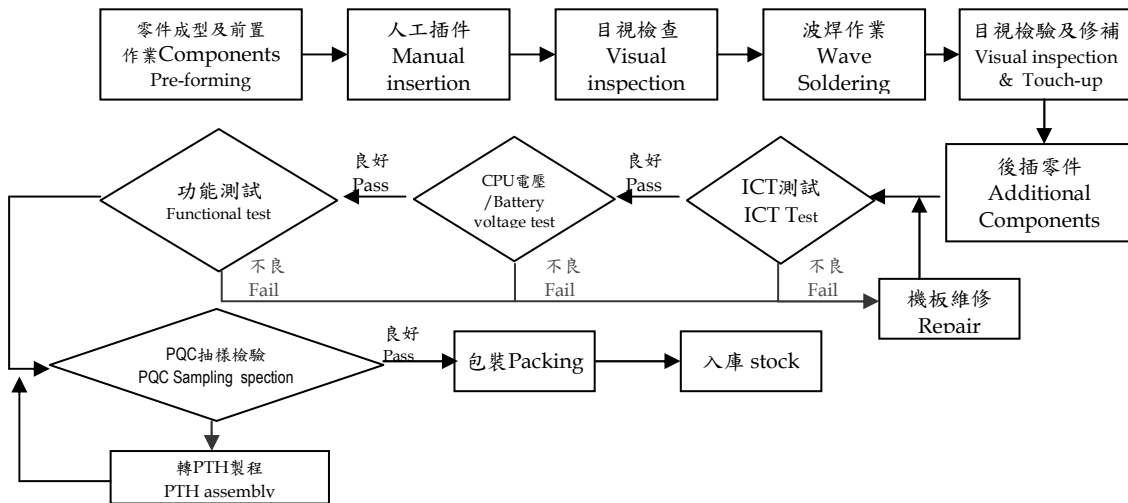 零件成型及前置
作業Components
Pre-forming
人工插件
Manual
insertion
目視檢查
Visual
inspection
波焊作業
Wave
Soldering
目視檢驗及修補
Visual inspection
& Touch-up
功能測試
Functional test
良好
Pass
CPU電壓
/Battery
voltage test
良好
Pass
ICT測試
ICT Test
後插零件
Additional
Components
不良
Fail
不良
Fail
不良
Fail
機板維修
Repair
PQC抽樣檢驗
PQC Sampling spection
良好
Pass
包裝Packing
入庫 stock
轉PTH製程
PTH assembly